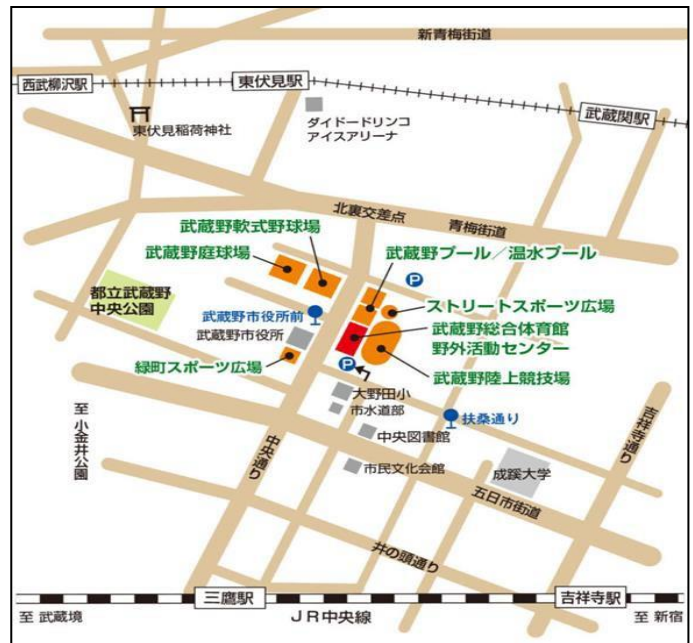 新青梅街道
西武柳沢駅
東伏見駅
武蔵関駅
東伏見稲荷神社
ダイドードリンコ
アイスアリーナ
北裏交差点
青梅街道
武蔵野軟式野球場
武蔵野庭球場
武蔵野プール/温水プール
P
都立武蔵野
中央公園
武蔵野市役所前
武蔵野市役所
ストリートスポーツ広場
武蔵野総合体育館
野外活動センター
緑町スポーツ広場
P
武蔵野陸上競技場
大野田小
市水道部
扶桑通り
中央図書館
市民文化会館
成蹊大学
至 小金井公園
中央通り
吉祥寺通り
五日市街道
井の頭通り
三鷹駅
吉祥寺駅
至 武蔵境
JR中央線
至 新宿